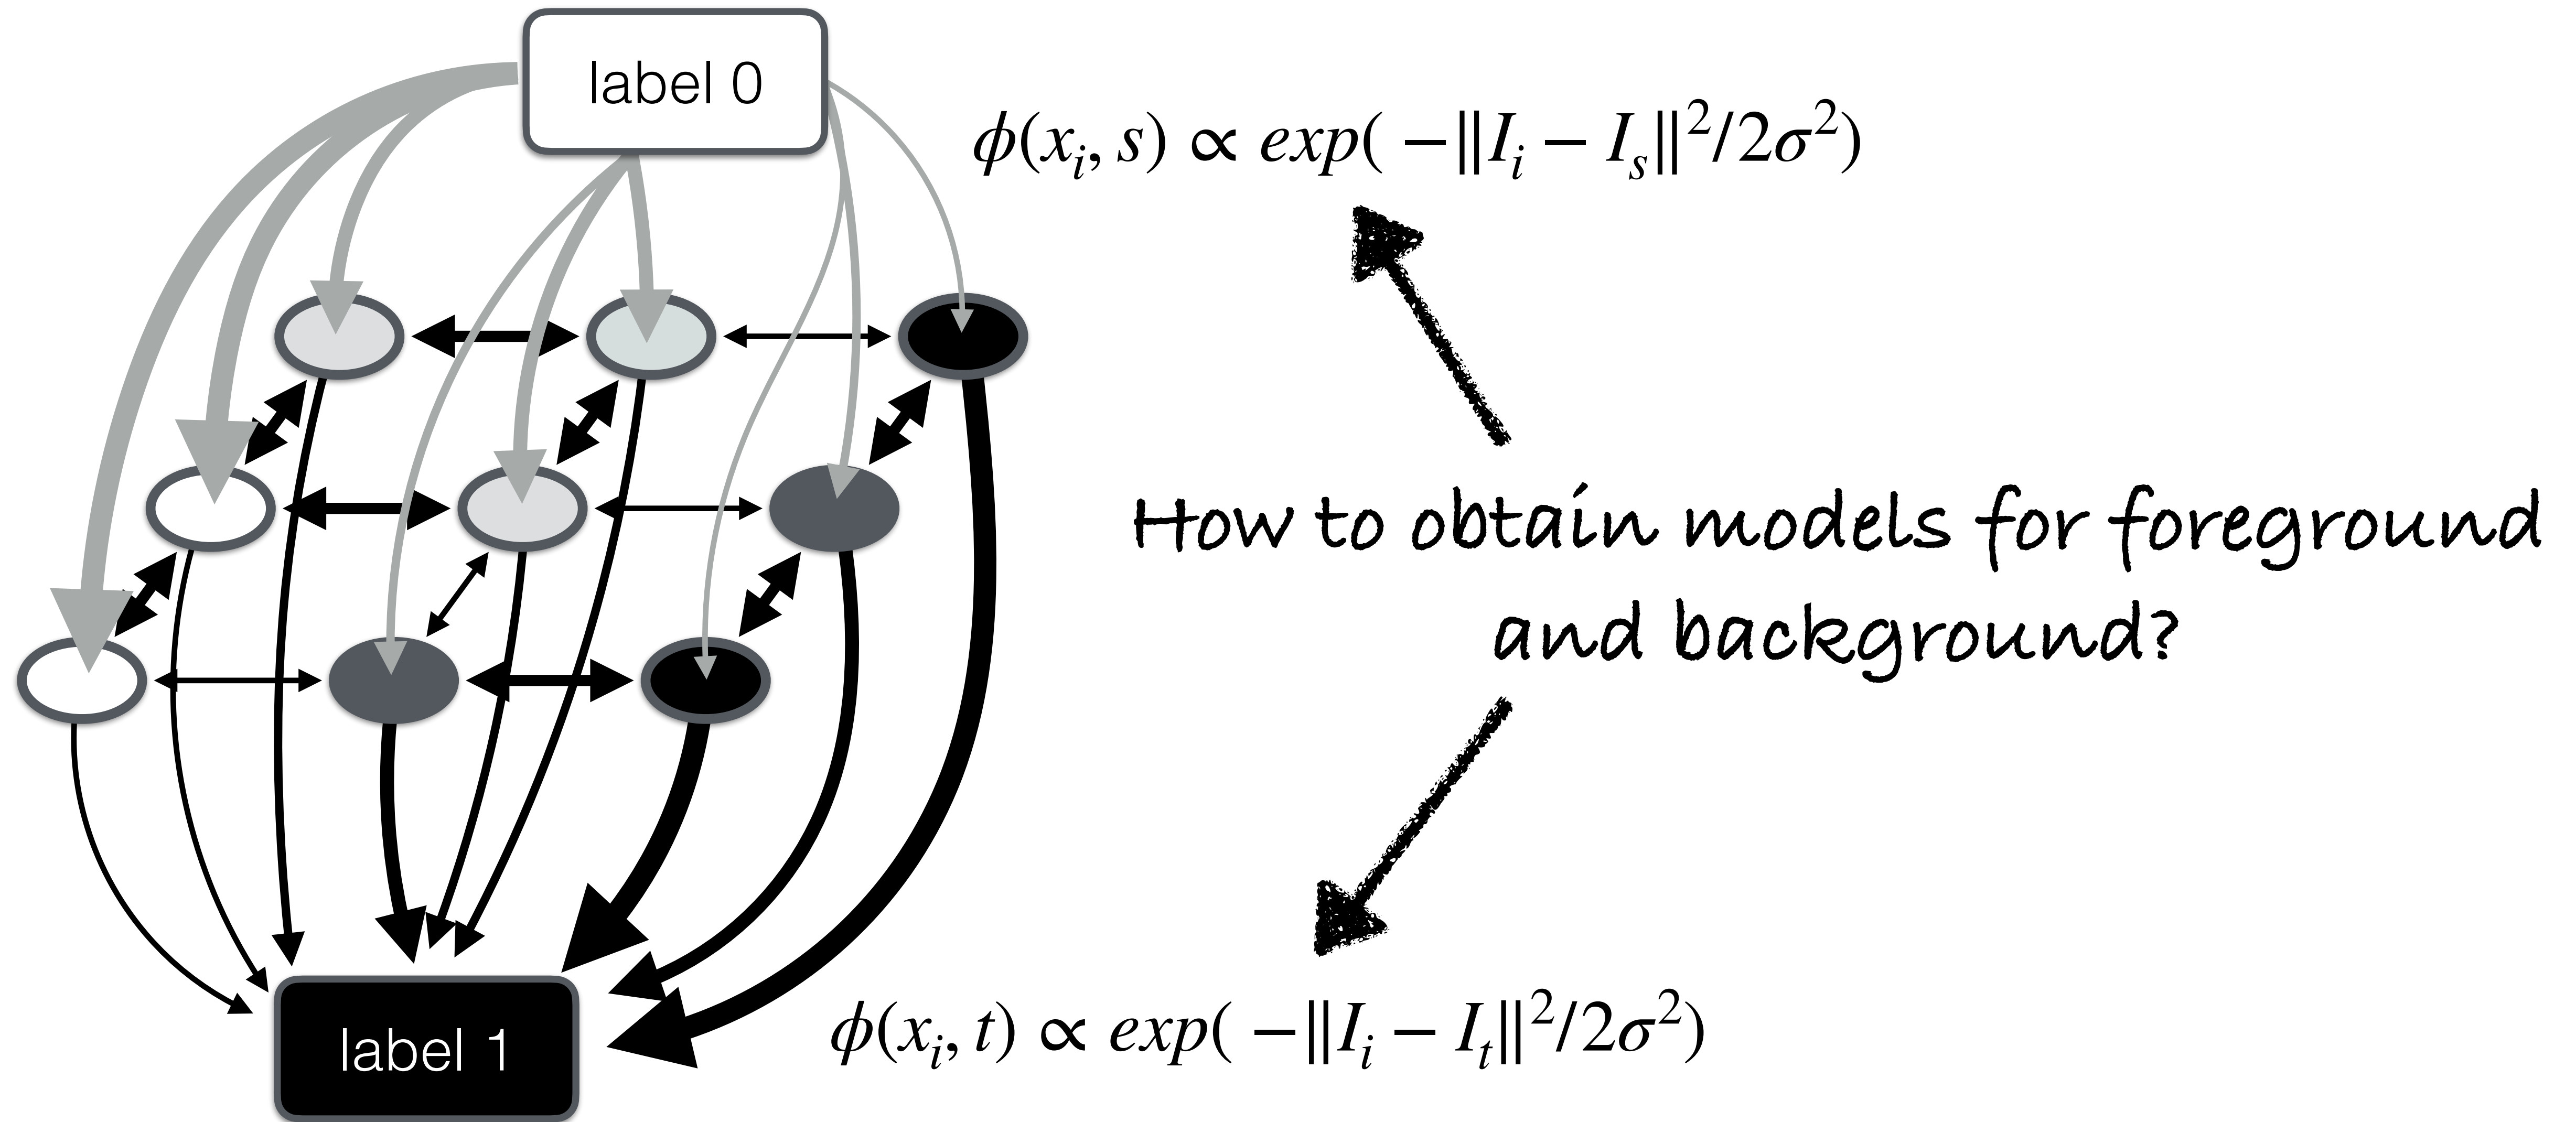 label 0
ϕ(xᵢ, s) ∝ exp( −‖Iᵢ − Iₛ‖²/2σ²)
How to obtain models for foreground
and background?
ϕ(xᵢ, t) ∝ exp( −‖Iᵢ − Iₜ‖²/2σ²)
label 1